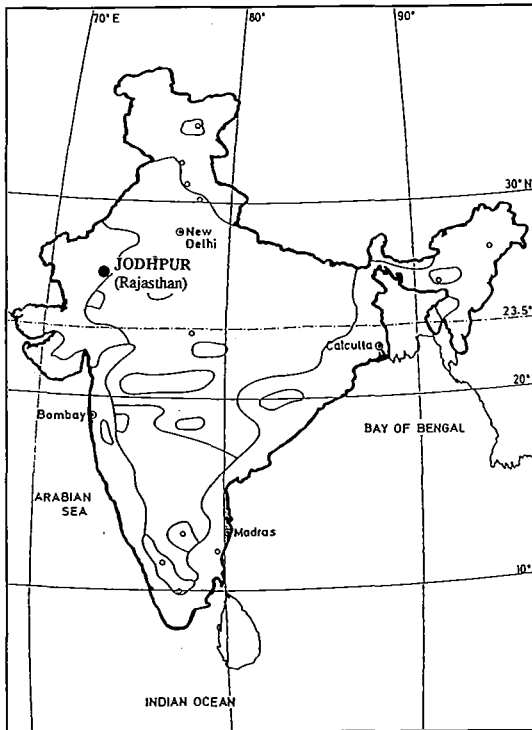 70° E
80°
90°
30° N
New
Delhi
JODHPUR
(Rajasthan)
23.5°
Calcutta
20°
Bombay
BAY OF BENGAL
ARABIAN
SEA
Madras
10°
INDIAN OCEAN